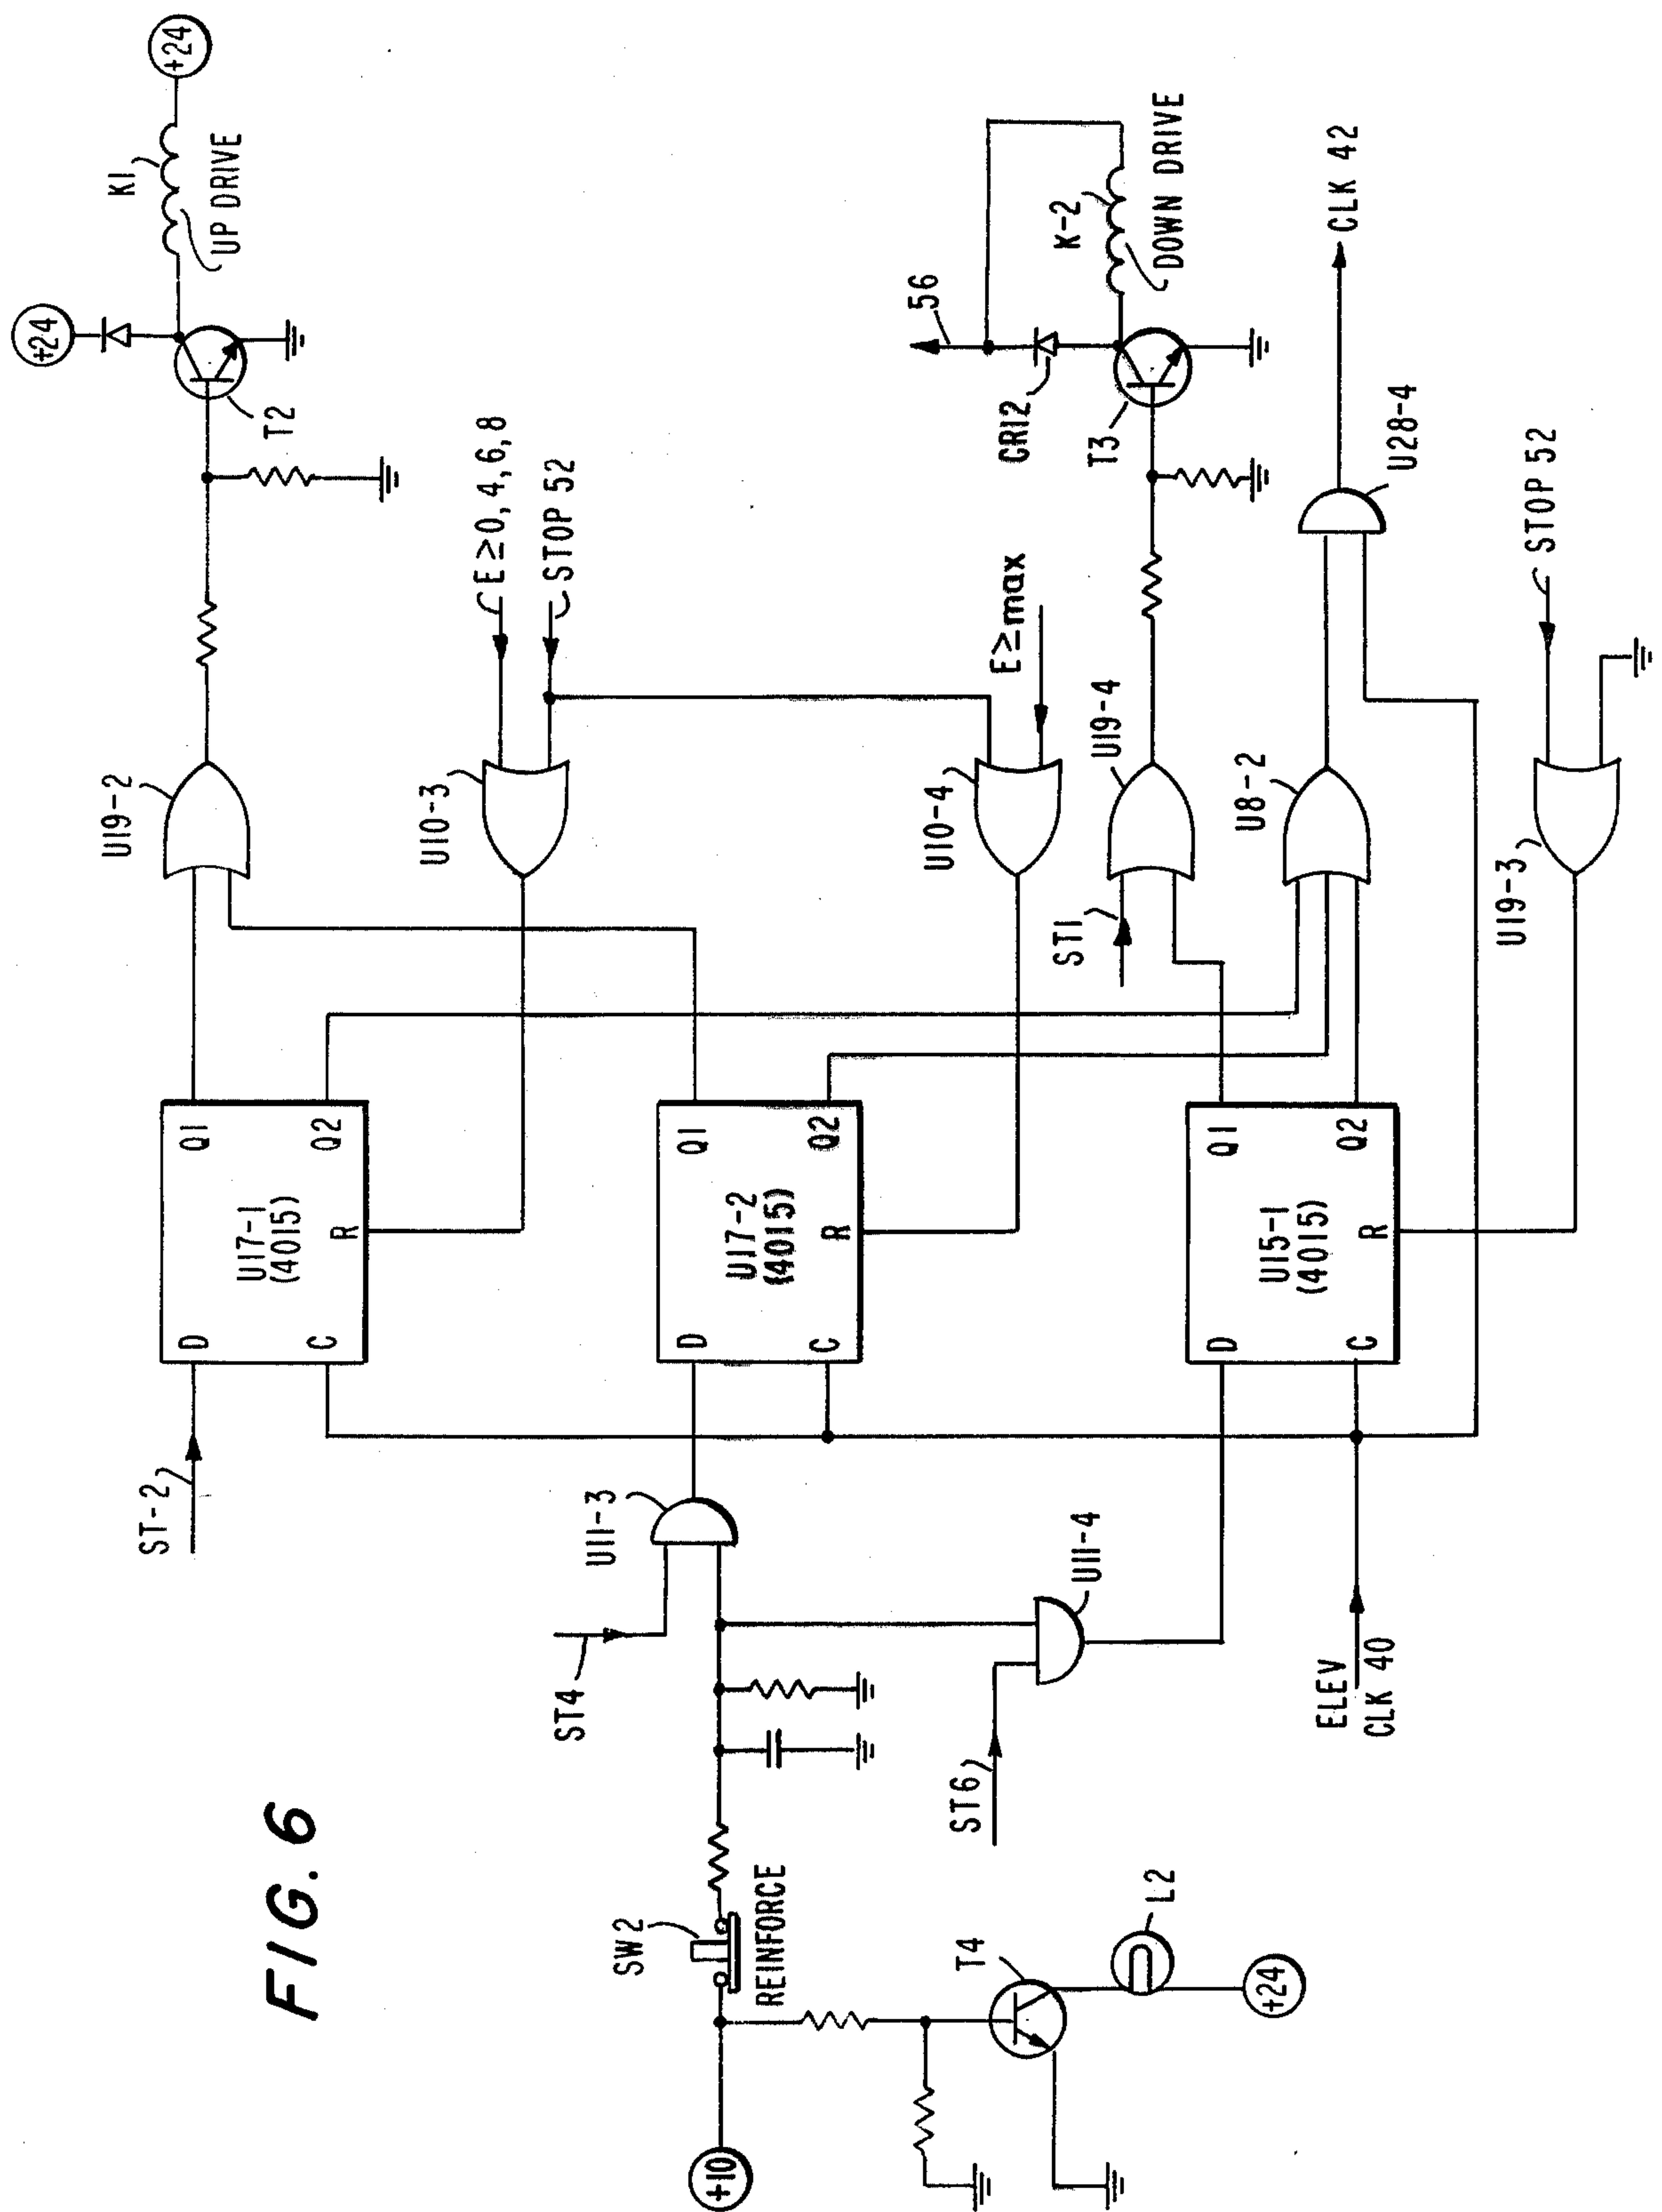 FIG. 6
+24
K1
UP DRIVE
+24
T2
U19-2
E≥0, 4, 6, 8
STOP 52
U10-3
Q1
Q2
U17-1
(4015)
R
D
C
ST-2
56
K-2
DOWN DRIVE
CR12
T3
E≥max
U10-4
U19-4
ST1
Q1
Q2
U17-2
(4015)
R
D
C
U11-3
ST4
CLK 42
U28-4
U8-2
STOP 52
U19-3
Q1
Q2
U15-1
(4015)
R
D
C
U11-4
ST6
ELEV
CLK 40
SW2
REINFORCE
+10
T4
L2
+24